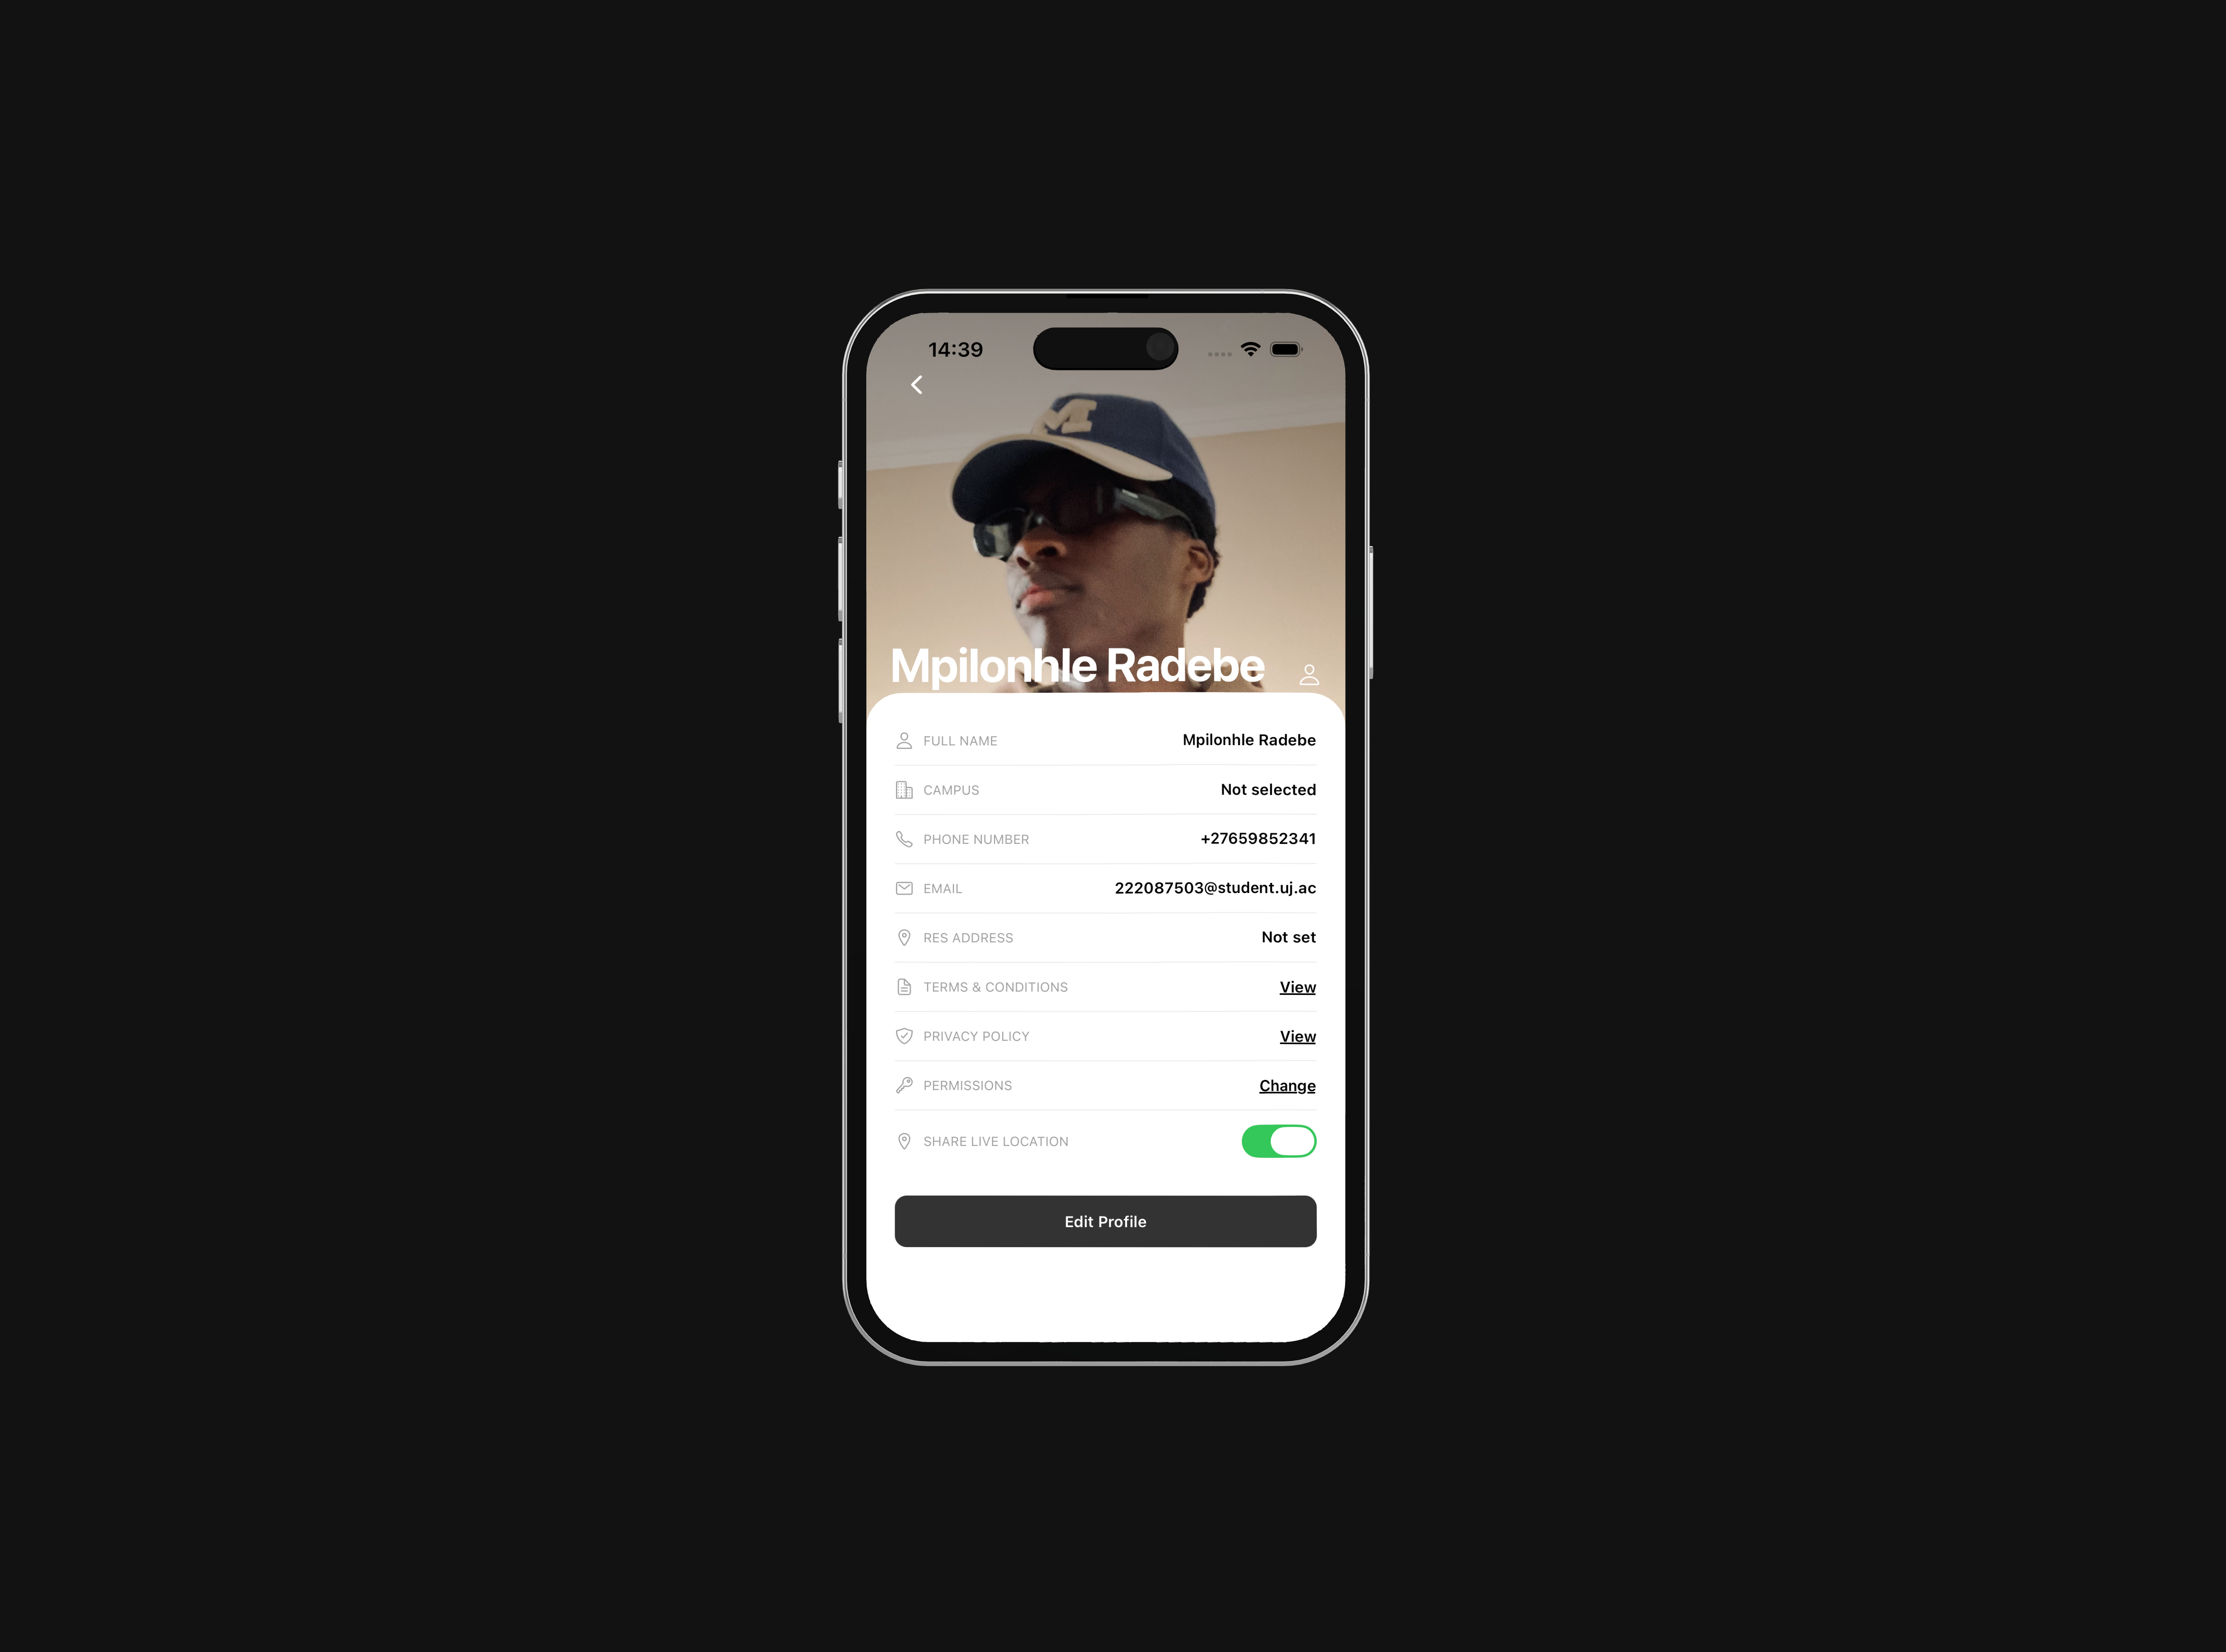 14:39
M
Mpilonhle Radebe
FULL NAME Mpilonhle Radebe
CAMPUS Not selected
PHONE NUMBER +27659852341
EMAIL 222087503@student.uj.ac
RES ADDRESS Not set
TERMS & CONDITIONS View
PRIVACY POLICY View
PERMISSIONS Change
SHARE LIVE LOCATION
Edit Profile